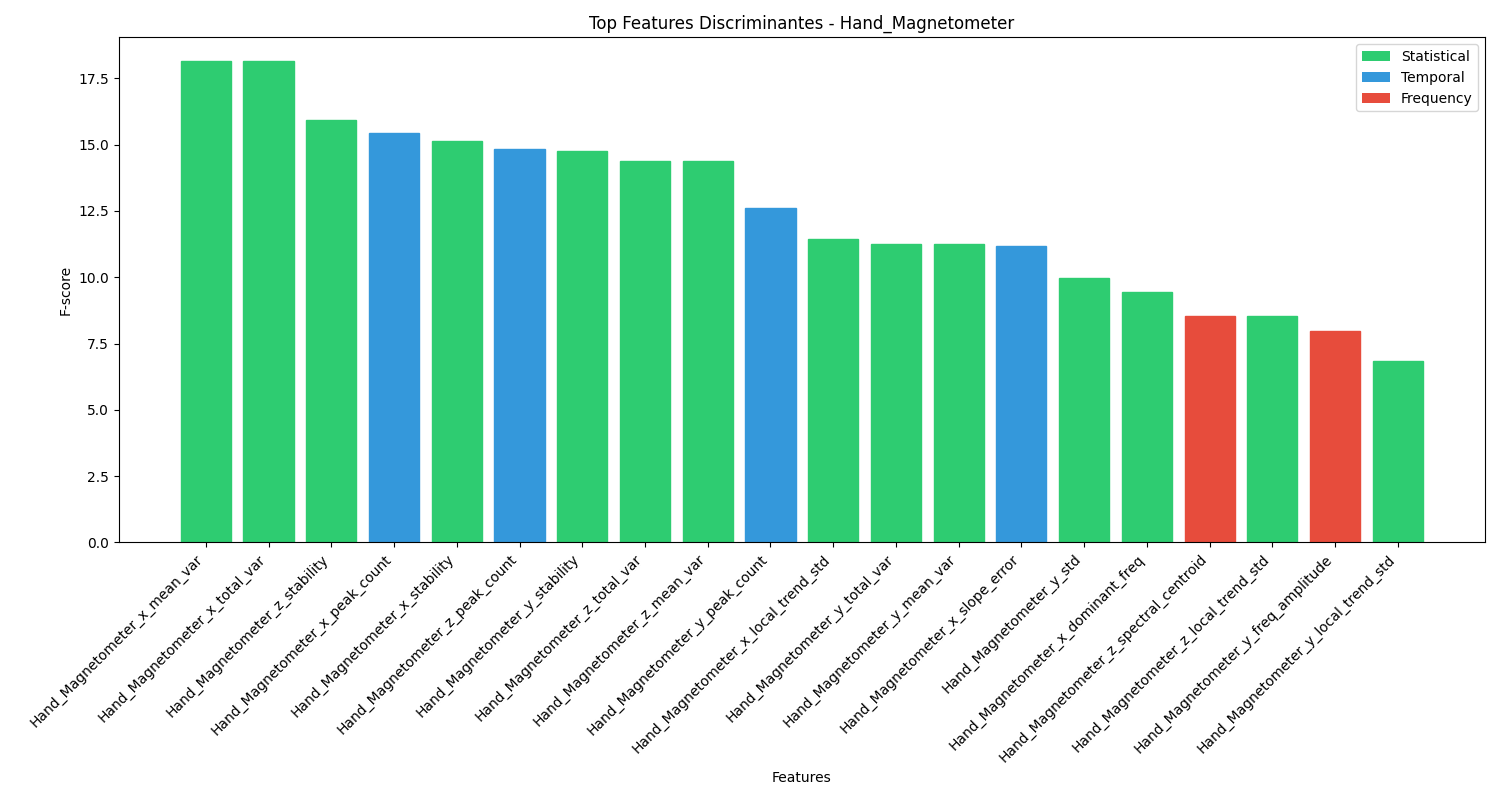 Top Features Discriminantes - Hand_Magnetometer
Statistical
Temporal
Frequency
F-score
17.5
15.0
12.5
10.0
7.5
5.0
2.5
0.0
Hand_Magnetometer_x_mean_var
Hand_Magnetometer_x_total_var
Hand_Magnetometer_z_stability
Hand_Magnetometer_x_peak_count
Hand_Magnetometer_x_stability
Hand_Magnetometer_z_peak_count
Hand_Magnetometer_y_stability
Hand_Magnetometer_z_total_var
Hand_Magnetometer_z_mean_var
Hand_Magnetometer_y_peak_count
Hand_Magnetometer_x_local_trend_std
Hand_Magnetometer_y_total_var
Hand_Magnetometer_y_mean_var
Hand_Magnetometer_x_slope_error
Hand_Magnetometer_y_std
Hand_Magnetometer_x_dominant_freq
Hand_Magnetometer_z_spectral_centroid
Hand_Magnetometer_z_local_trend_std
Hand_Magnetometer_y_freq_amplitude
Hand_Magnetometer_y_local_trend_std
Features